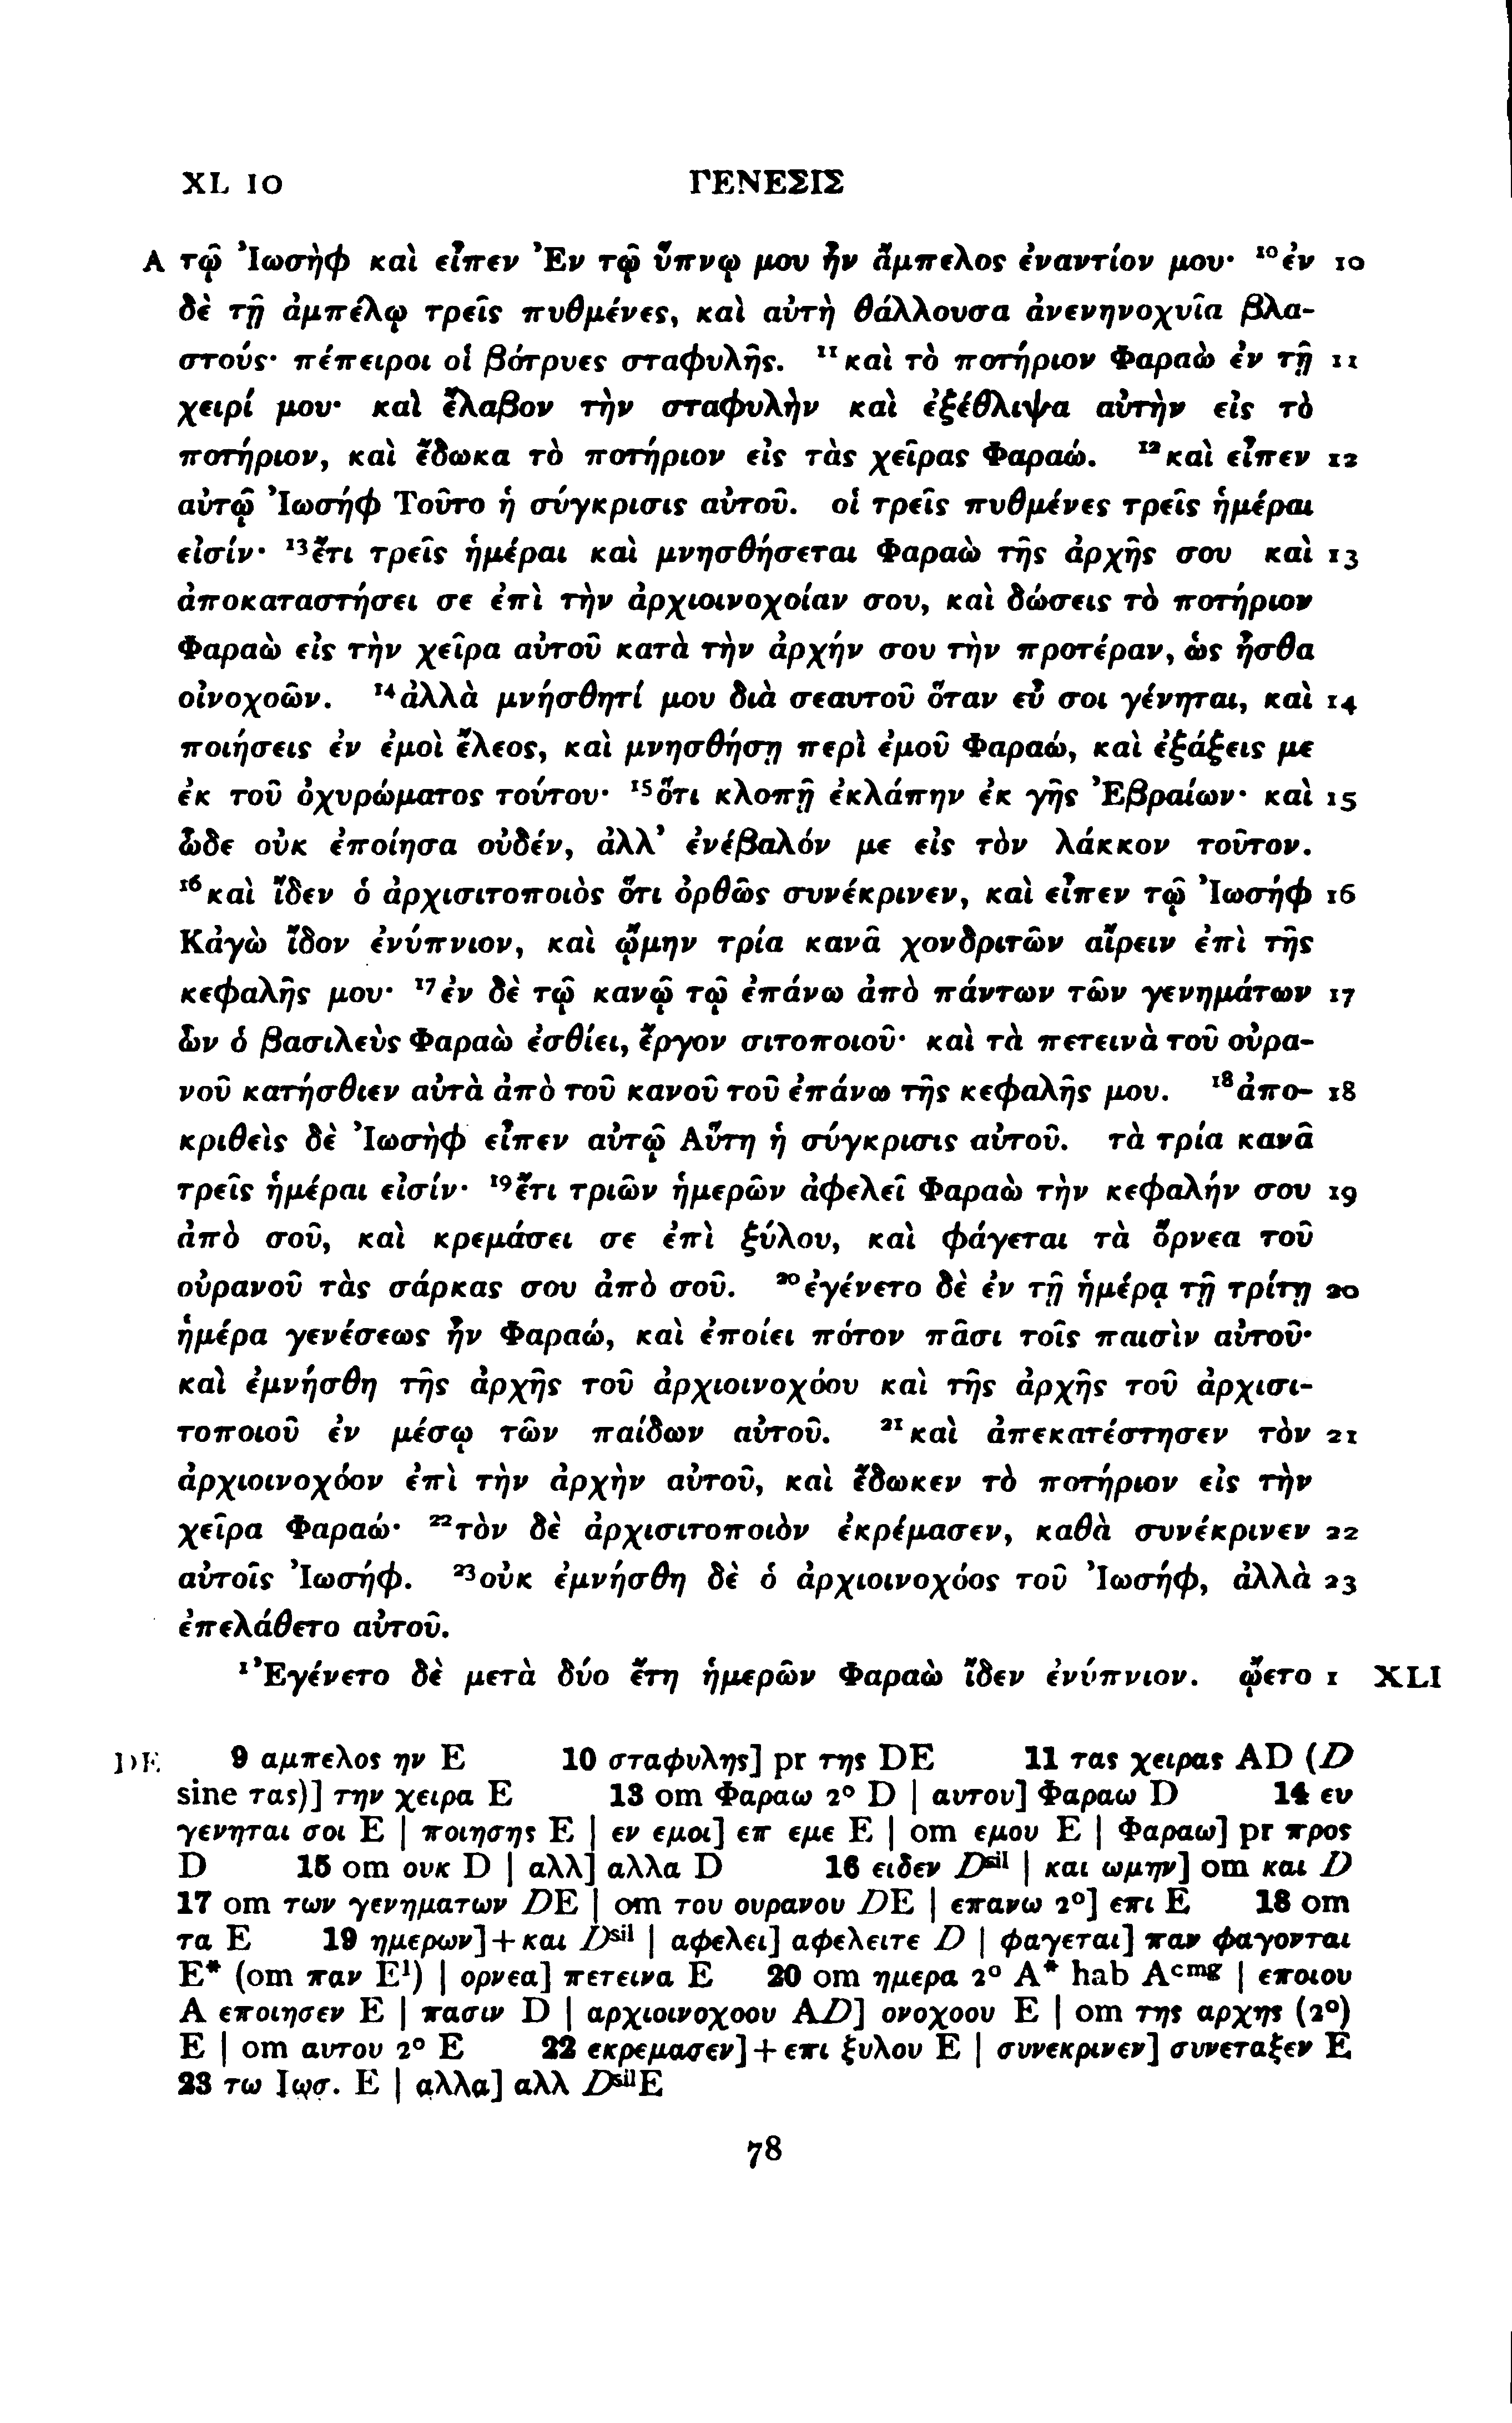 XL 10 ΓΕΝΕΣΙΣ
A τῷ Ἰωσὴφ καὶ εἶπεν Ἐν τῷ ὕπνῳ μου ἦν ἄμπελος ἐναντίον μου· ¹⁰ἐν 10
δὲ τῇ ἀμπέλῳ τρεῖς πυθμένες, καὶ αὐτὴ θάλλουσα ἀνενηνοχυῖα βλα-
στούς· πέπειροι οἱ βότρυες σταφυλῆς. ¹¹καὶ τὸ ποτήριον Φαραὼ ἐν τῇ 11
χειρί μου· καὶ ἔλαβον τὴν σταφυλὴν καὶ ἐξέθλιψα αὐτὴν εἰς τὸ
ποτήριον, καὶ ἔδωκα τὸ ποτήριον εἰς τὰς χεῖρας Φαραώ. ¹²καὶ εἶπεν 12
αὐτῷ Ἰωσήφ Τοῦτο ἡ σύγκρισις αὐτοῦ. οἱ τρεῖς πυθμένες τρεῖς ἡμέραι
εἰσίν· ¹³ἔτι τρεῖς ἡμέραι καὶ μνησθήσεται Φαραὼ τῆς ἀρχῆς σου καὶ 13
ἀποκαταστήσει σε ἐπὶ τὴν ἀρχιοινοχοίαν σου, καὶ δώσεις τὸ ποτήριον
Φαραὼ εἰς τὴν χεῖρα αὐτοῦ κατὰ τὴν ἀρχήν σου τὴν προτέραν, ὡς ἦσθα
οἰνοχοῶν. ¹⁴ἀλλὰ μνήσθητί μου διὰ σεαυτοῦ ὅταν εὖ σοι γένηται, καὶ 14
ποιήσεις ἐν ἐμοὶ ἔλεος, καὶ μνησθήσῃ περὶ ἐμοῦ Φαραώ, καὶ ἐξάξεις με
ἐκ τοῦ ὀχυρώματος τούτου· ¹⁵ὅτι κλοπῇ ἐκλάπην ἐκ γῆς Ἐβραίων· καὶ 15
ὧδε οὐκ ἐποίησα οὐδέν, ἀλλ’ ἐνέβαλόν με εἰς τὸν λάκκον τοῦτον.
¹⁶καὶ ἴδεν ὁ ἀρχισιτοποιὸς ὅτι ὀρθῶς συνέκρινεν, καὶ εἶπεν τῷ Ἰωσήφ 16
Κἀγὼ ἴδον ἐνύπνιον, καὶ ᾤμην τρία κανᾶ χονδριτῶν αἴρειν ἐπὶ τῆς
κεφαλῆς μου· ¹⁷ἐν δὲ τῷ κανῷ τῷ ἐπάνω ἀπὸ πάντων τῶν γενημάτων 17
ὧν ὁ βασιλεὺς Φαραὼ ἐσθίει, ἔργον σιτοποιοῦ· καὶ τὰ πετεινὰ τοῦ οὐρα-
νοῦ κατήσθιεν αὐτὰ ἀπὸ τοῦ κανοῦ τοῦ ἐπάνω τῆς κεφαλῆς μου. ¹⁸ἀπο- 18
κριθεὶς δὲ Ἰωσὴφ εἶπεν αὐτῷ Αὕτη ἡ σύγκρισις αὐτοῦ. τὰ τρία κανᾶ
τρεῖς ἡμέραι εἰσίν· ¹⁹ἔτι τριῶν ἡμερῶν ἀφελεῖ Φαραὼ τὴν κεφαλήν σου 19
ἀπὸ σοῦ, καὶ κρεμάσει σε ἐπὶ ξύλου, καὶ φάγεται τὰ ὄρνεα τοῦ
οὐρανοῦ τὰς σάρκας σου ἀπὸ σοῦ. ²⁰ἐγένετο δὲ ἐν τῇ ἡμέρᾳ τῇ τρίτῃ 20
ἡμέρα γενέσεως ἦν Φαραώ, καὶ ἐποίει πότον πᾶσι τοῖς παισὶν αὐτοῦ·
καὶ ἐμνήσθη τῆς ἀρχῆς τοῦ ἀρχιοινοχόου καὶ τῆς ἀρχῆς τοῦ ἀρχισι-
τοποιοῦ ἐν μέσῳ τῶν παίδων αὐτοῦ. ²¹καὶ ἀπεκατέστησεν τὸν 21
ἀρχιοινοχόον ἐπὶ τὴν ἀρχὴν αὐτοῦ, καὶ ἔδωκεν τὸ ποτήριον εἰς τὴν
χεῖρα Φαραώ· ²²τὸν δὲ ἀρχισιτοποιὸν ἐκρέμασεν, καθὰ συνέκρινεν 22
αὐτοῖς Ἰωσήφ. ²³οὐκ ἐμνήσθη δὲ ὁ ἀρχιοινοχόος τοῦ Ἰωσήφ, ἀλλὰ 23
ἐπελάθετο αὐτοῦ.
¹Ἐγένετο δὲ μετὰ δύο ἔτη ἡμερῶν Φαραὼ ἴδεν ἐνύπνιον. ᾤετο 1 XLI
DE 9 αμπελος ην E 10 σταφυλης] pr της DE 11 τας χειρας AD (D
sine τας)] την χειρα E 13 om Φαραω 2° D | αυτου] Φαραω D 14 ευ
γενηται σοι E | ποιησης E | εν εμοι] επ εμε E | om εμου E | Φαραω] pr προς
D 15 om ουκ D | αλλ] αλλα D 16 ειδεν Dˢⁱˡ | και ωμην] om και D
17 om των γενηματων DE | om του ουρανου DE | επανω 2°] επι E 18 om
τα E 19 ημερων]+και Dˢⁱˡ | αφελει] αφελειτε D | φαγεται] παν φαγονται
E* (om παν E¹) | ορνεα] πετεινα E 20 om ημερα 2° A* hab Aᶜᵐᵍ | εποιου
A εποιησεν E | πασιν D | αρχιοινοχοου AD] ονοχοου E | om της αρχης (2°)
E | om αυτου 2° E 22 εκρεμασεν]+επι ξυλου E | συνεκρινεν] συνεταξεν E
23 τω Ιωσ. E | αλλα] αλλ DˢⁱˡE
78